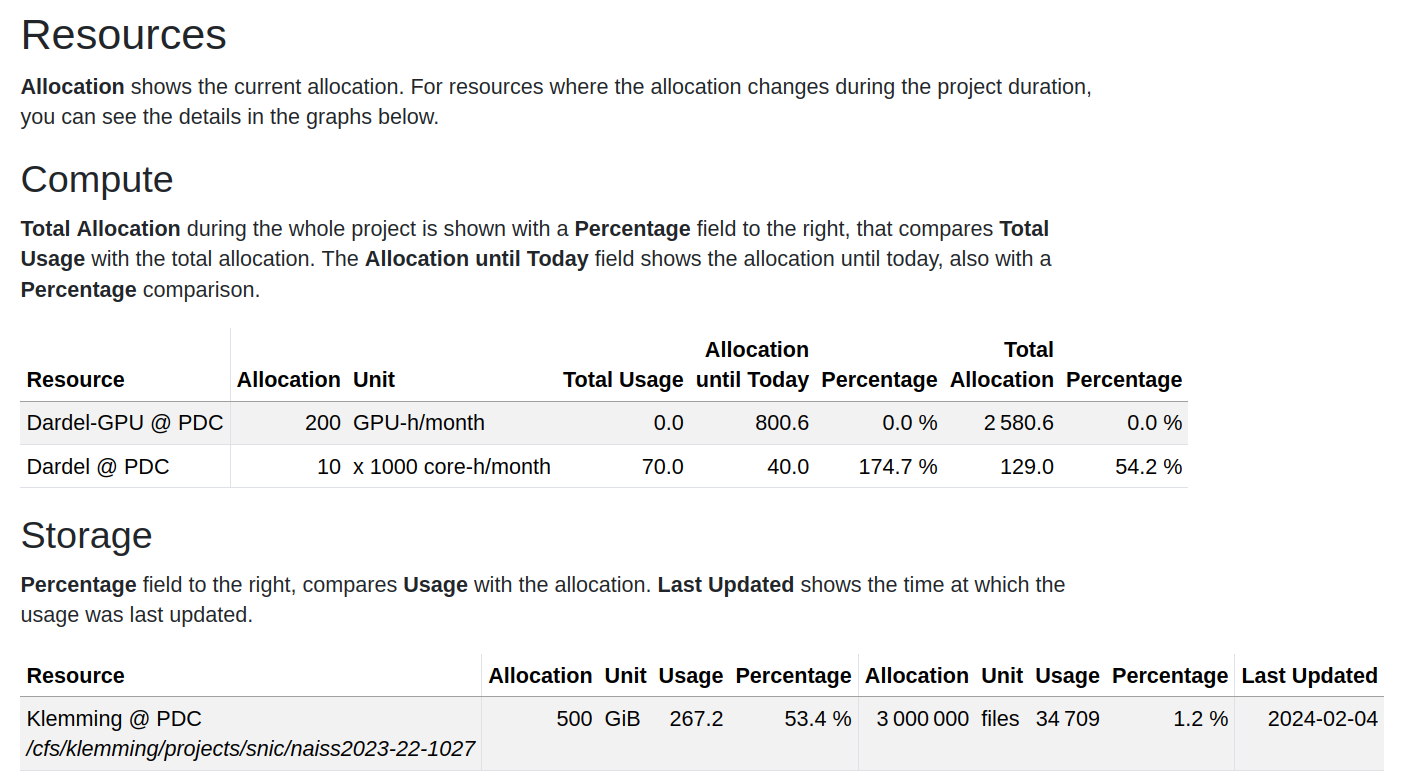 Resources
Allocation shows the current allocation. For resources where the allocation changes during the project duration,
you can see the details in the graphs below.
Compute
Total Allocation during the whole project is shown with a Percentage field to the right, that compares Total
Usage with the total allocation. The Allocation until Today field shows the allocation until today, also with a
Percentage comparison.
Allocation Total
Resource Allocation Unit Total Usage until Today Percentage Allocation Percentage
Dardel-GPU @ PDC 200 GPU-h/month 0.0 800.6 0.0 % 2 580.6 0.0 %
Dardel @ PDC 10 x 1000 core-h/month 70.0 40.0 174.7 % 129.0 54.2 %
Storage
Percentage field to the right, compares Usage with the allocation. Last Updated shows the time at which the
usage was last updated.
Resource Allocation Unit Usage Percentage Allocation Unit Usage Percentage Last Updated
Klemming @ PDC 500 GiB 267.2 53.4 % 3 000 000 files 34 709 1.2 % 2024-02-04
/cfs/klemming/projects/snic/naiss2023-22-1027